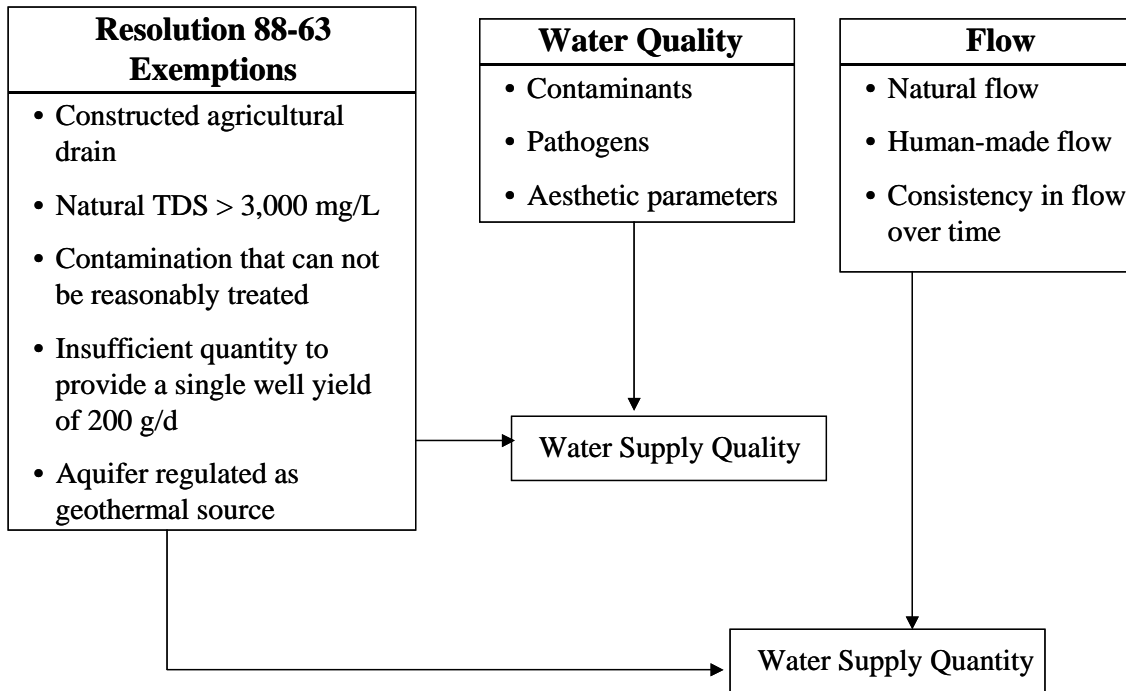 Resolution 88-63
Exemptions
• Constructed agricultural
drain
• Natural TDS > 3,000 mg/L
• Contamination that can not
be reasonably treated
• Insufficient quantity to
provide a single well yield
of 200 g/d
• Aquifer regulated as
geothermal source
Water Quality
• Contaminants
• Pathogens
• Aesthetic parameters
Flow
• Natural flow
• Human-made flow
• Consistency in flow
over time
Water Supply Quality
Water Supply Quantity